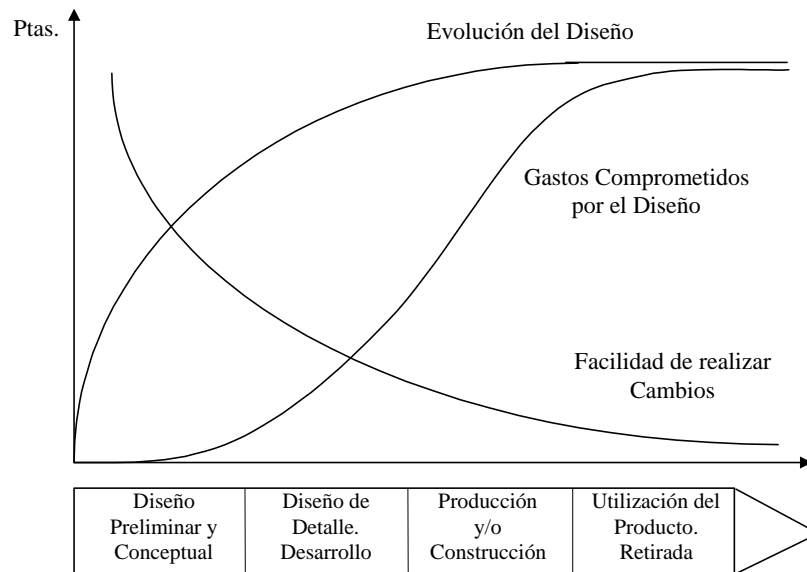 Ptas.
Evolución del Diseño
Gastos Comprometidos
por el Diseño
Facilidad de realizar
Cambios
Diseño
Preliminar y
Conceptual
Diseño de
Detalle.
Desarrollo
Producción
y/o
Construcción
Utilización del
Producto.
Retirada